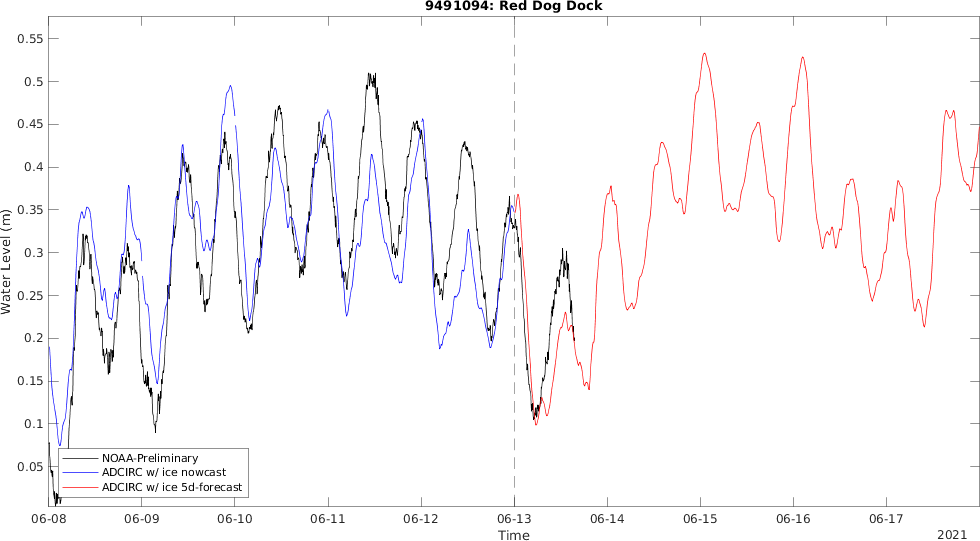 9491094: Red Dog Dock
0.55
0.5
0.45
0.4
0.35
0.3
0.25
0.2
0.15
0.1
0.05
Water Level (m)
NOAA-Preliminary
ADCIRC w/ ice nowcast
ADCIRC w/ ice 5d-forecast
06-08 06-09 06-10 06-11 06-12 06-13 06-14 06-15 06-16 06-17
Time
2021